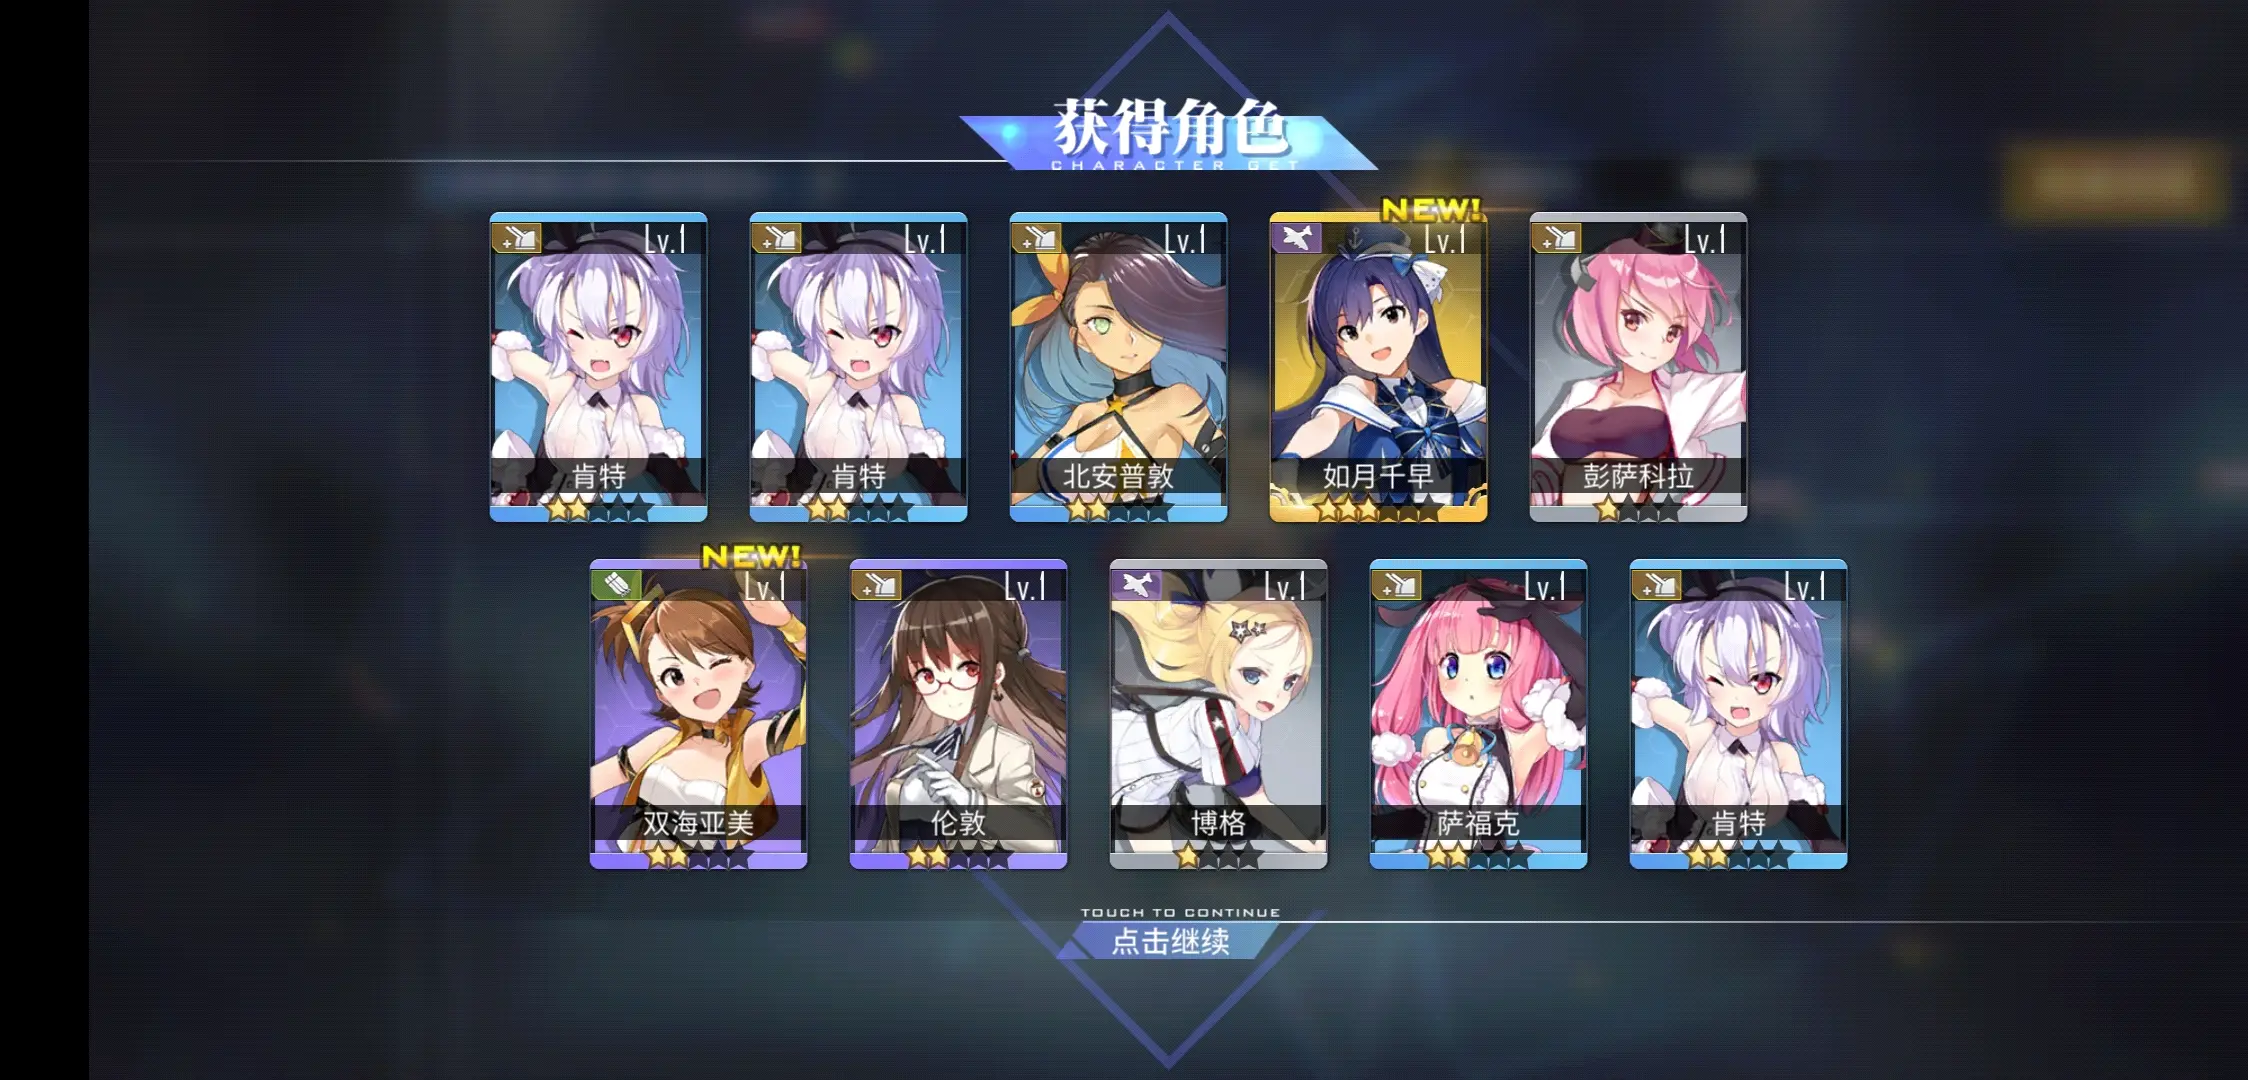 获得角色
CHARACTER GET
Lv.1
Lv.1
Lv.1
NEW!
Lv.1
Lv.1
肯特
肯特
北安普敦
如月千早
彭萨科拉
NEW!
Lv.1
Lv.1
Lv.1
Lv.1
Lv.1
双海亚美
伦敦
博格
萨福克
肯特
TOUCH TO CONTINUE
点击继续